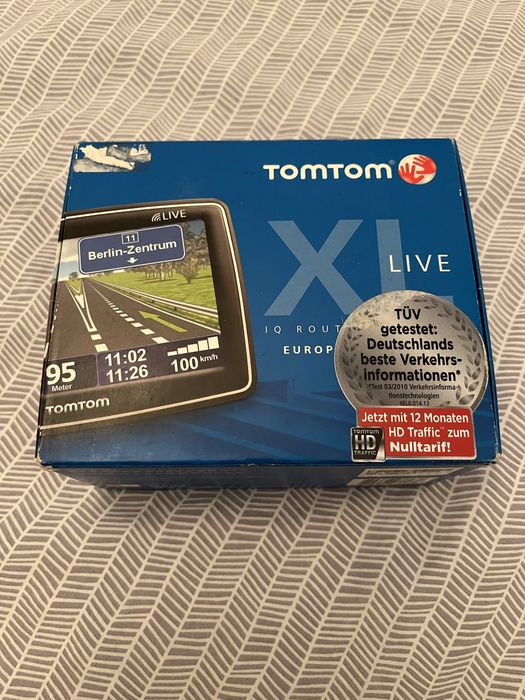 TOMTOM
XL
LIVE
IQ ROUT
EUROP
LIVE
11
Berlin-Zentrum
95
Meter
11:02
11:26
100 km/h
TOMTOM
TÜV
getestet:
Deutschlands
beste Verkehrs-
informationen*
*Test 03/2010 Verkehrsinforma-
tionstechnologien
Jetzt mit 12 Monaten
HD Traffic™ zum
Nulltarif!
TOMTOM
HD
TRAFFIC